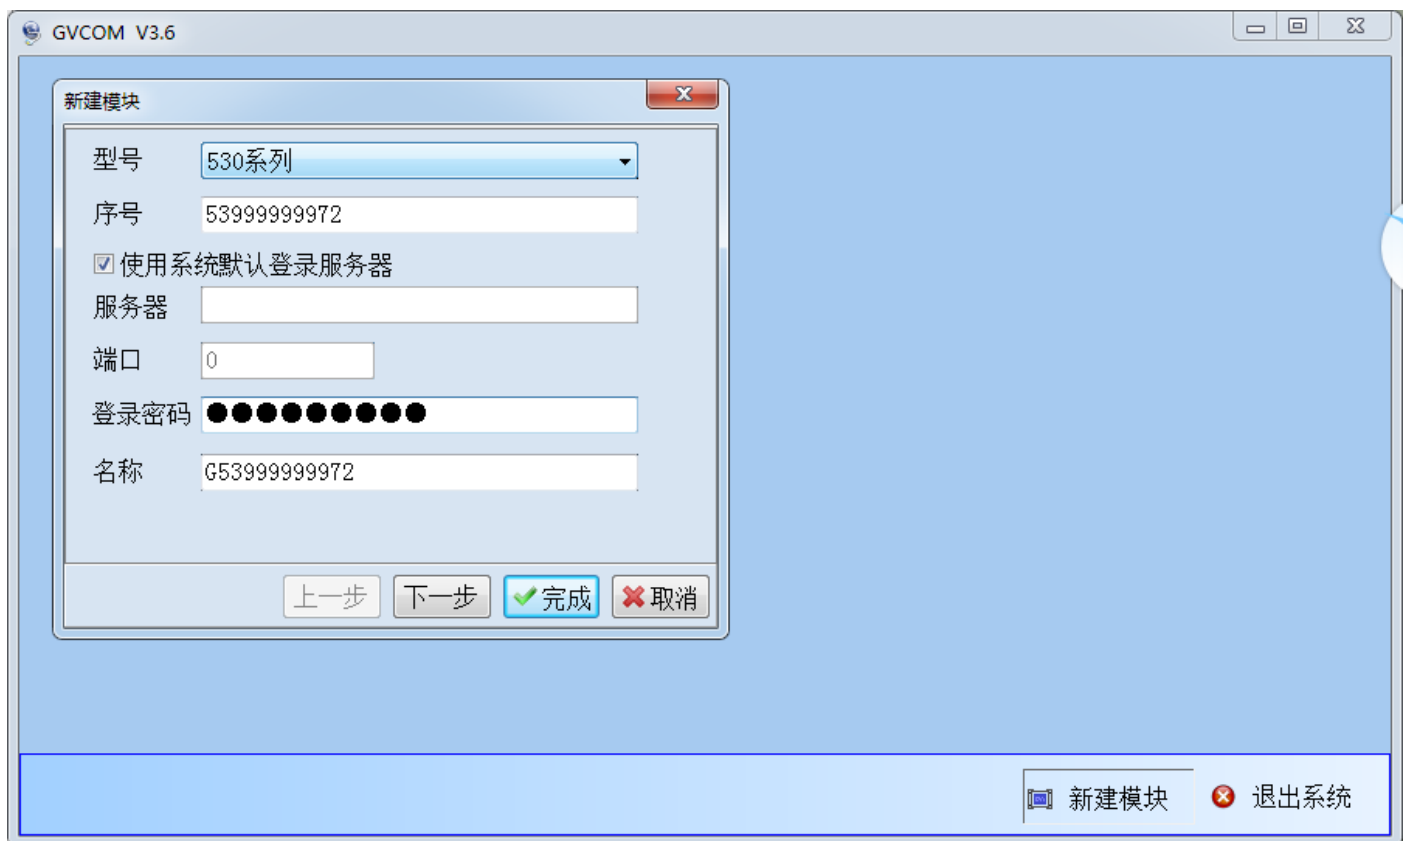 GVCOM V3.6
新建模块
型号 530系列
序号 53999999972
使用系统默认登录服务器
服务器
端口 0
登录密码 ●●●●●●●●●
名称 G53999999972
上一步 下一步 完成 取消
新建模块 退出系统